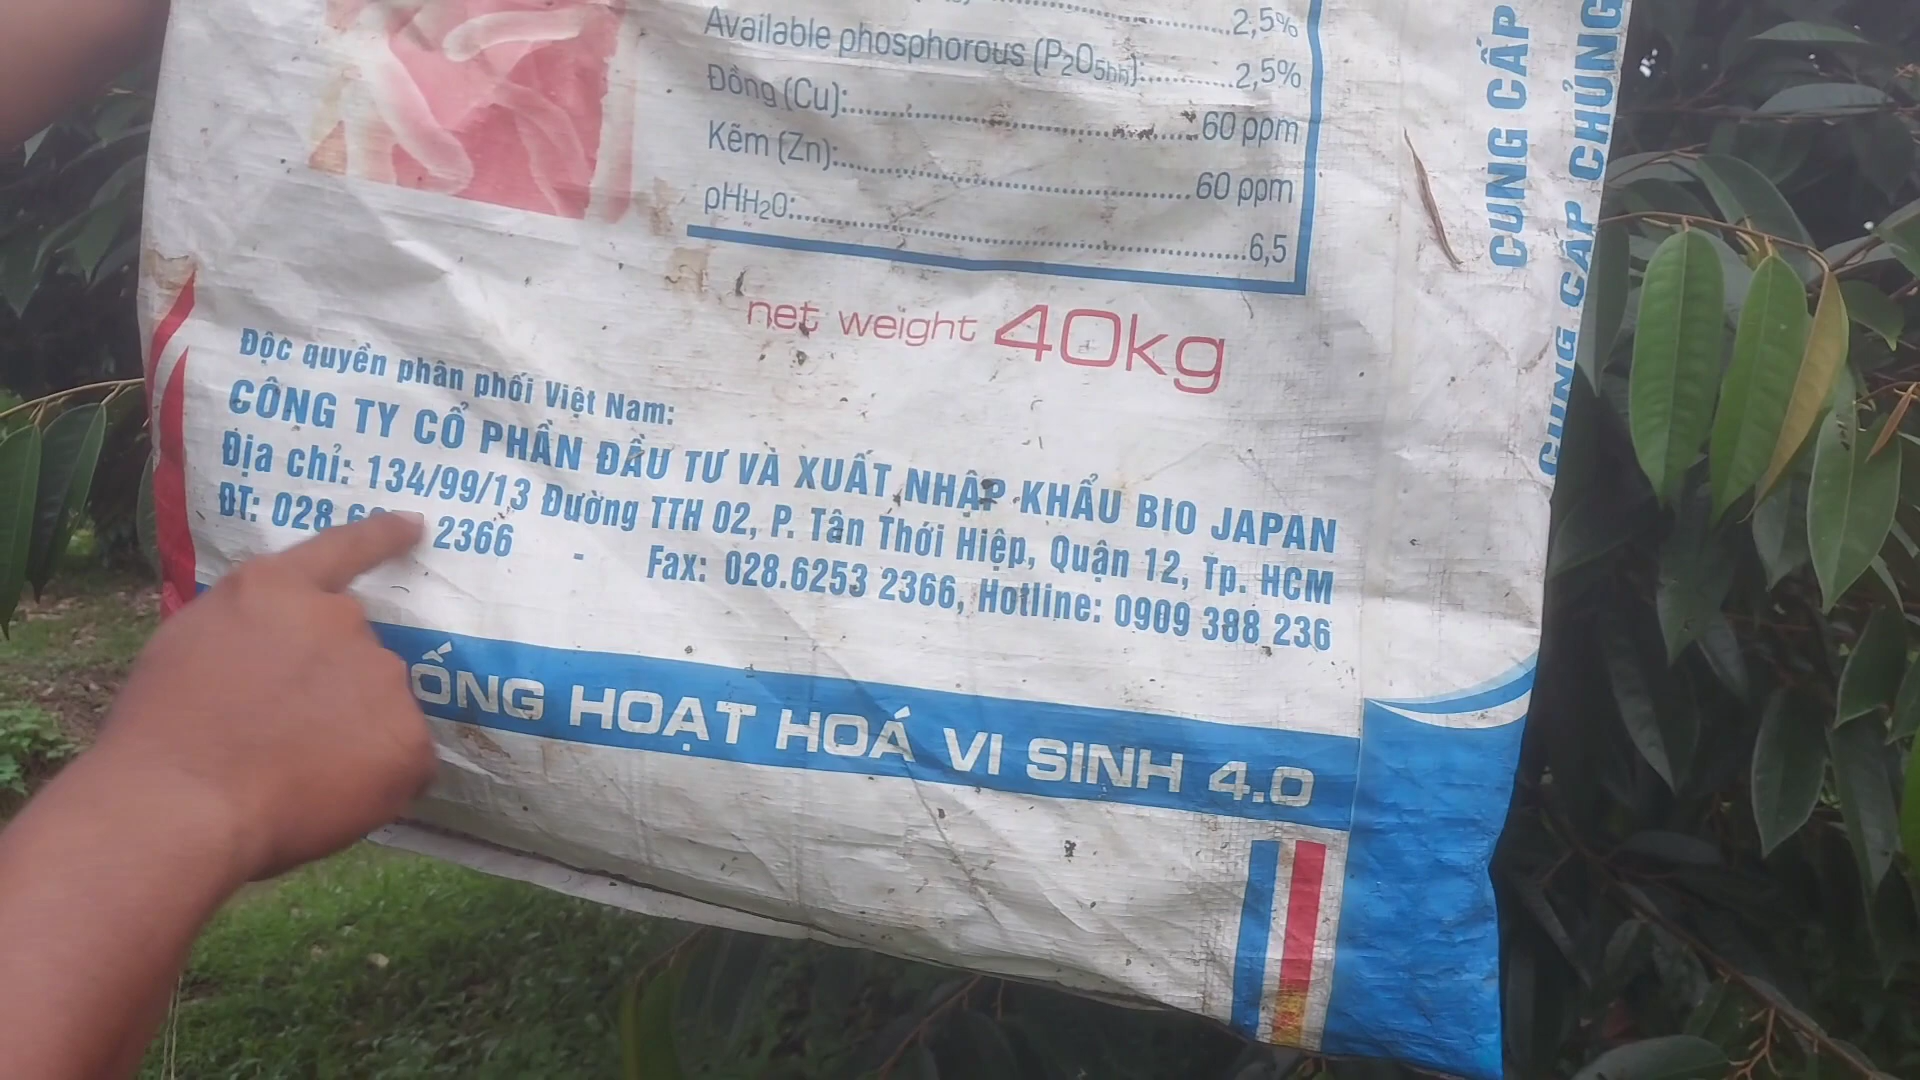 2,5%
Available phosphorous (P₂O₅hh):..........2,5%
Đồng (Cu):..........60 ppm
Kẽm (Zn):..........60 ppm
pHH₂O:..........6,5
net weight 40kg
Độc quyền phân phối Việt Nam:
CÔNG TY CỔ PHẦN ĐẦU TƯ VÀ XUẤT NHẬP KHẨU BIO JAPAN
Địa chỉ: 134/99/13 Đường TTH 02, P. Tân Thới Hiệp, Quận 12, Tp. HCM
ĐT: 028 2366 - Fax: 028.6253 2366, Hotline: 0909 388 236
HOẠT HOÁ VI SINH 4.0
CUNG CẤP
CUNG CẤP CHỦNG